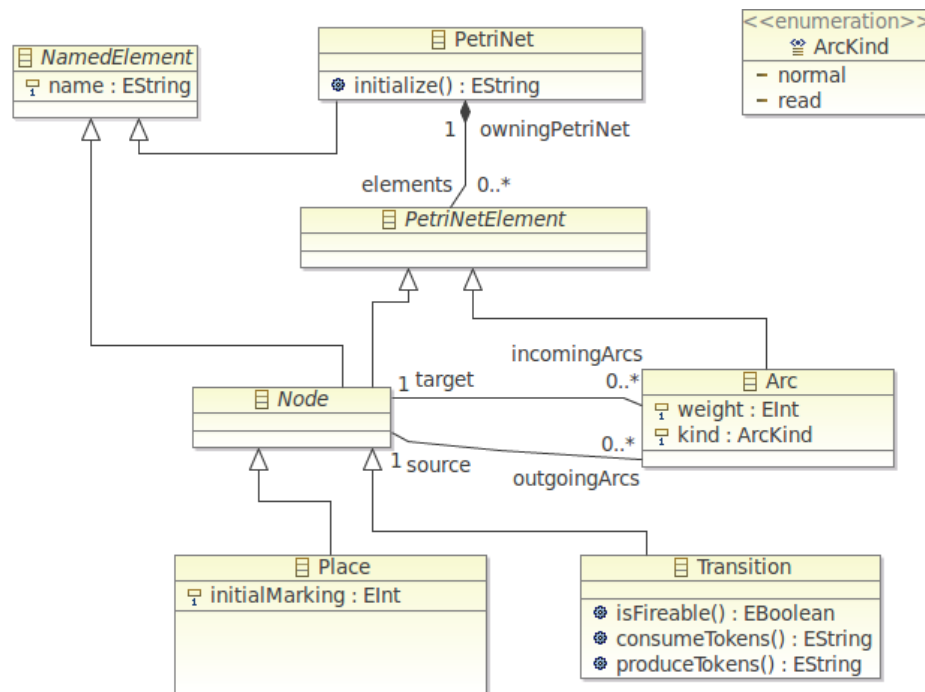 NamedElement
name : EString
PetriNet
initialize() : EString
<<enumeration>>
ArcKind
normal
read
1 owningPetriNet
elements 0..*
PetriNetElement
incomingArcs
1 target 0..*
Node
Arc
weight : EInt
kind : ArcKind
0..*
1 source
outgoingArcs
Place
initialMarking : EInt
Transition
isFireable() : EBoolean
consumeTokens() : EString
produceTokens() : EString